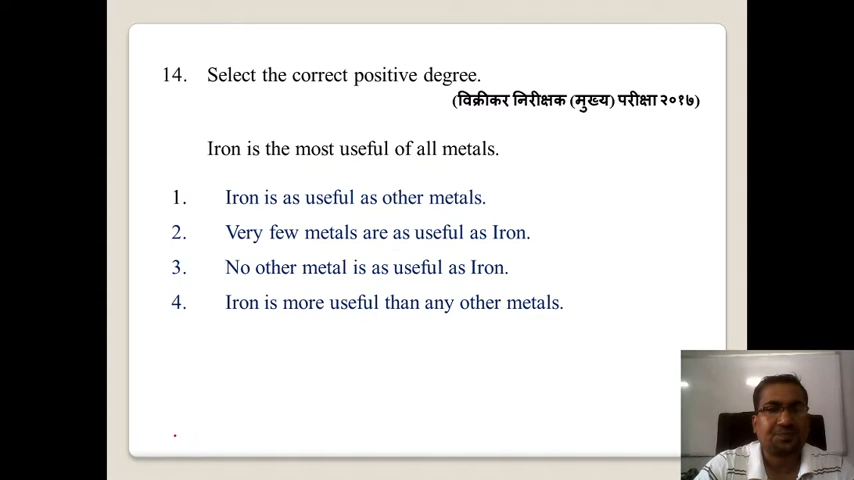 14. Select the correct positive degree.
(विक्रीकर निरीक्षक (मुख्य) परीक्षा २०१७)
Iron is the most useful of all metals.
1. Iron is as useful as other metals.
2. Very few metals are as useful as Iron.
3. No other metal is as useful as Iron.
4. Iron is more useful than any other metals.